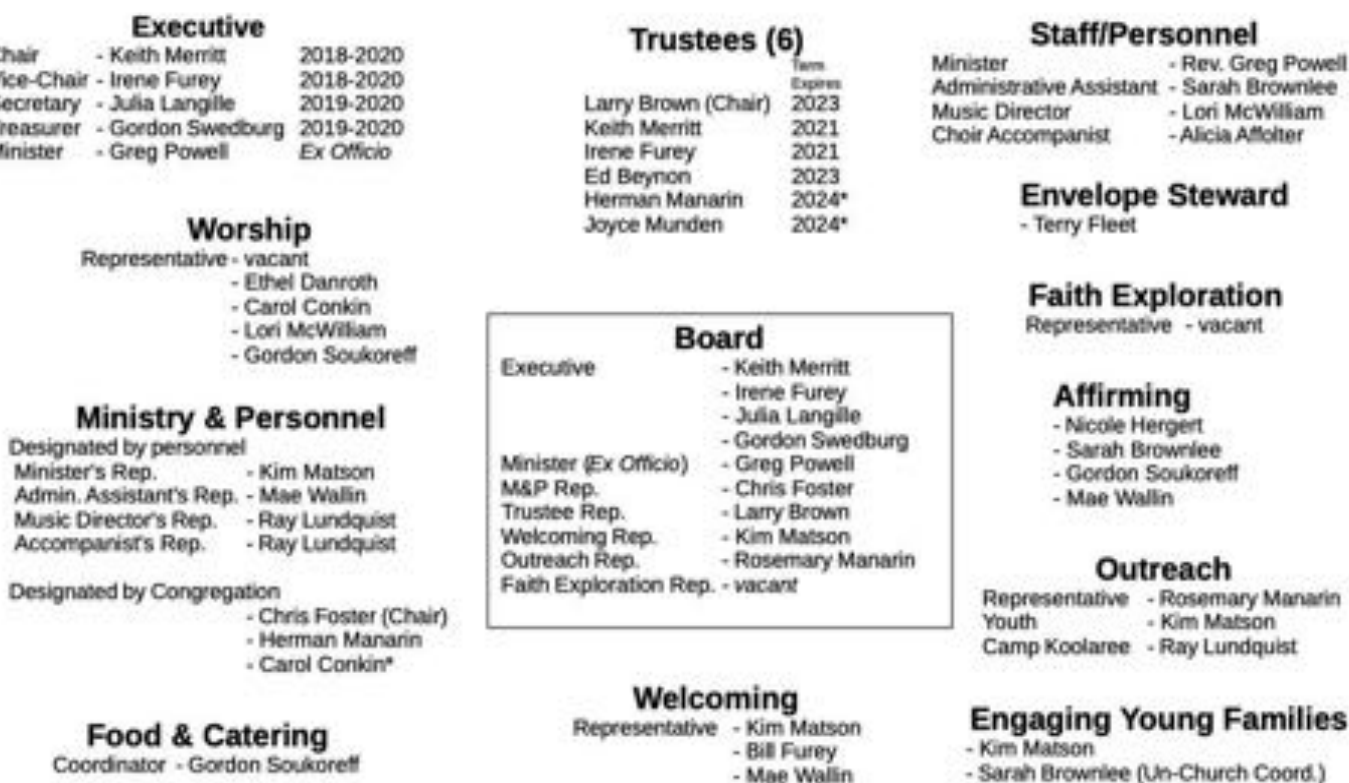 Executive
Chair - Keith Merritt 2018-2020
Vice-Chair - Irene Furey 2018-2020
Secretary - Julia Langille 2019-2020
Treasurer - Gordon Swedburg 2019-2020
Minister - Greg Powell Ex Officio
Worship
Representative - vacant
- Ethel Danroth
- Carol Conkin
- Lori McWilliam
- Gordon Soukoreff
Ministry & Personnel
Designated by personnel
Minister's Rep. - Kim Matson
Admin. Assistant's Rep. - Mae Wallin
Music Director's Rep. - Ray Lundquist
Accompanist's Rep. - Ray Lundquist
Designated by Congregation
- Chris Foster (Chair)
- Herman Manarin
- Carol Conkin*
Food & Catering
Coordinator - Gordon Soukoreff
Trustees (6)
Term
Expires
Larry Brown (Chair) 2023
Keith Merritt 2021
Irene Furey 2021
Ed Beynon 2023
Herman Manarin 2024*
Joyce Munden 2024*
Board
Executive - Keith Merritt
- Irene Furey
- Julia Langille
- Gordon Swedburg
Minister (Ex Officio) - Greg Powell
M&P Rep. - Chris Foster
Trustee Rep. - Larry Brown
Welcoming Rep. - Kim Matson
Outreach Rep. - Rosemary Manarin
Faith Exploration Rep. - vacant
Welcoming
Representative - Kim Matson
- Bill Furey
- Mae Wallin
Staff/Personnel
Minister - Rev. Greg Powell
Administrative Assistant - Sarah Brownlee
Music Director - Lori McWilliam
Choir Accompanist - Alicia Affolter
Envelope Steward
- Terry Fleet
Faith Exploration
Representative - vacant
Affirming
- Nicole Hergert
- Sarah Brownlee
- Gordon Soukoreff
- Mae Wallin
Outreach
Representative - Rosemary Manarin
Youth - Kim Matson
Camp Koolaree - Ray Lundquist
Engaging Young Families
- Kim Matson
- Sarah Brownlee (Un-Church Coord.)